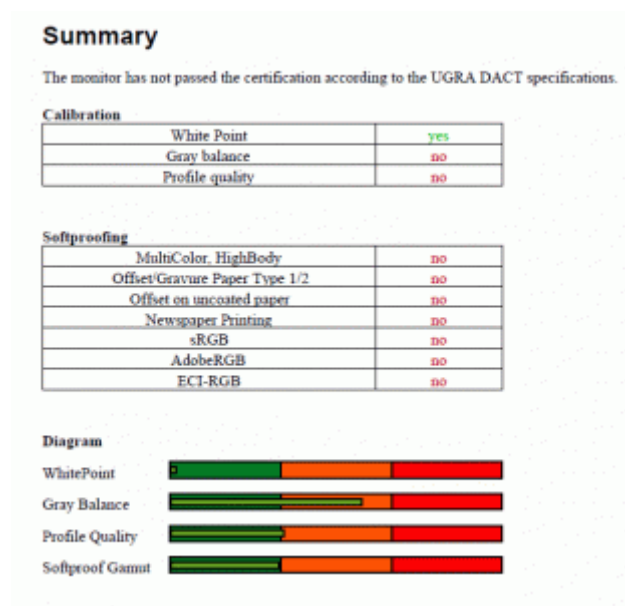 Summary
The monitor has not passed the certification according to the UGRA DACT specifications.
Calibration
White Point yes
Gray balance no
Profile quality no
Softproofing
MultiColor, HighBody no
Offset/Gravure Paper Type 1/2 no
Offset on uncoated paper no
Newspaper Printing no
sRGB no
AdobeRGB no
ECI-RGB no
Diagram
WhitePoint
Gray Balance
Profile Quality
Softproof Gamut